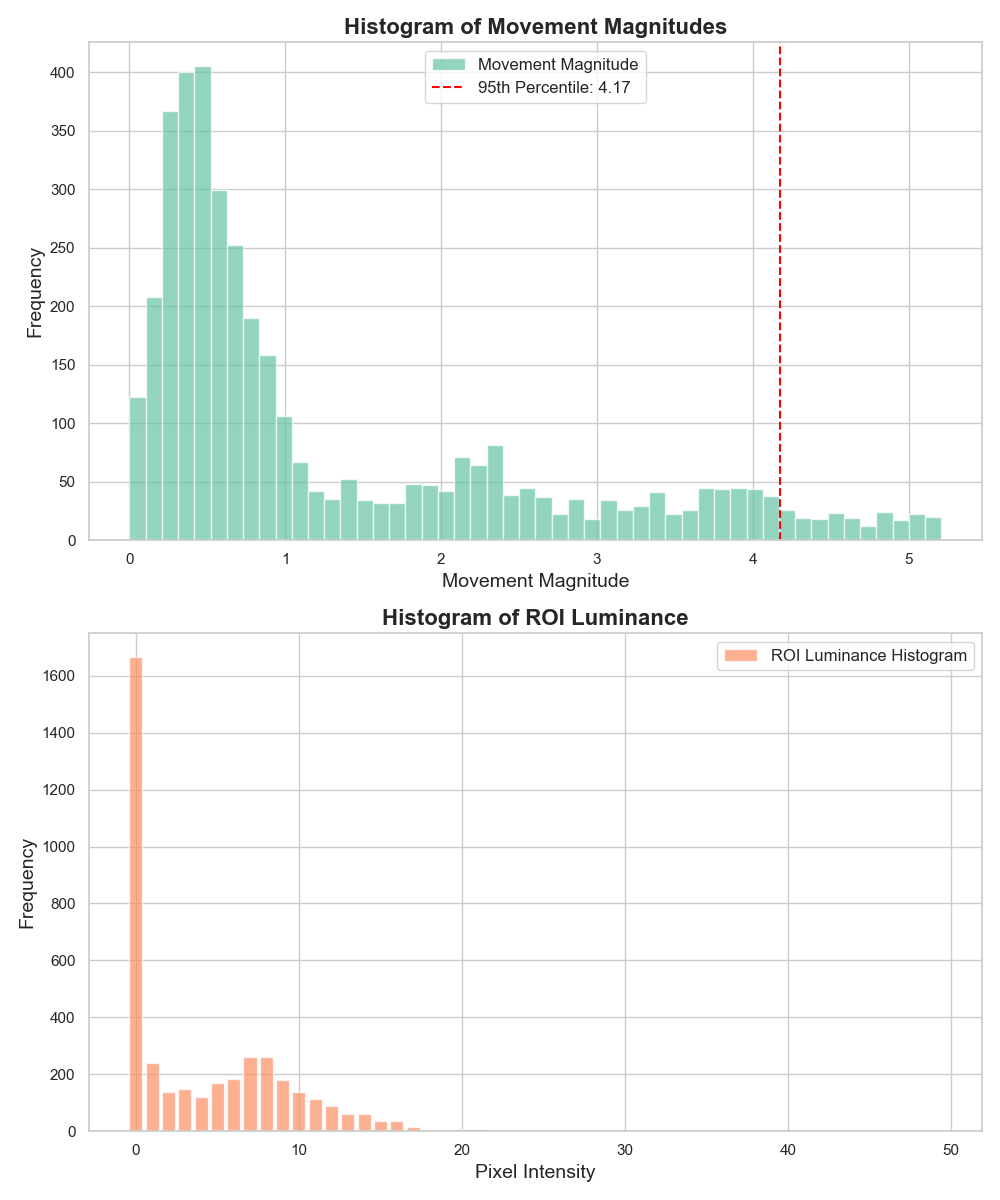 Histogram of Movement Magnitudes
Movement Magnitude
95th Percentile: 4.17
Frequency
400
350
300
250
200
150
100
50
0
0 1 2 3 4 5
Movement Magnitude
Histogram of ROI Luminance
ROI Luminance Histogram
Frequency
1600
1400
1200
1000
800
600
400
200
0
0 10 20 30 40 50
Pixel Intensity